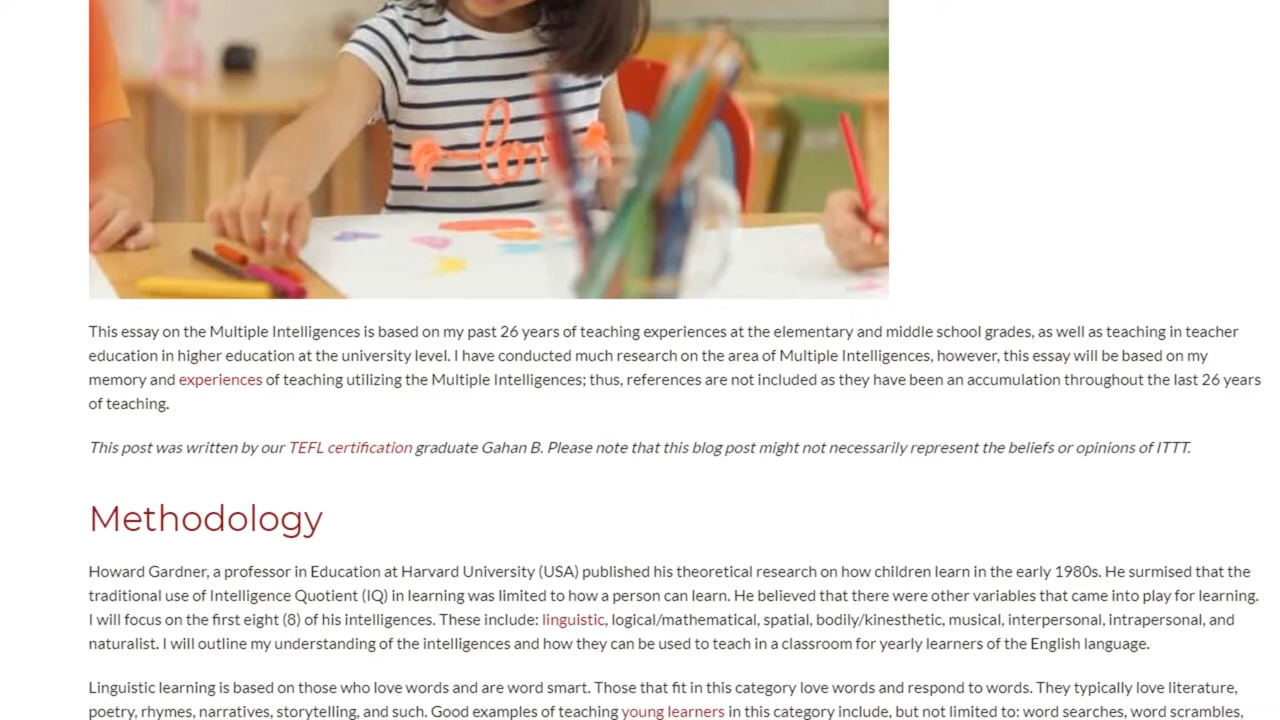 love
This essay on the Multiple Intelligences is based on my past 26 years of teaching experiences at the elementary and middle school grades, as well as teaching in teacher
education in higher education at the university level. I have conducted much research on the area of Multiple Intelligences, however, this essay will be based on my
memory and experiences of teaching utilizing the Multiple Intelligences; thus, references are not included as they have been an accumulation throughout the last 26 years
of teaching.
This post was written by our TEFL certification graduate Gahan B. Please note that this blog post might not necessarily represent the beliefs or opinions of ITTT.
Methodology
Howard Gardner, a professor in Education at Harvard University (USA) published his theoretical research on how children learn in the early 1980s. He surmised that the
traditional use of Intelligence Quotient (IQ) in learning was limited to how a person can learn. He believed that there were other variables that came into play for learning.
I will focus on the first eight (8) of his intelligences. These include: linguistic, logical/mathematical, spatial, bodily/kinesthetic, musical, interpersonal, intrapersonal, and
naturalist. I will outline my understanding of the intelligences and how they can be used to teach in a classroom for yearly learners of the English language.
Linguistic learning is based on those who love words and are word smart. Those that fit in this category love words and respond to words. They typically love literature,
poetry, rhymes, narratives, storytelling, and such. Good examples of teaching young learners in this category include, but not limited to: word searches, word scrambles,